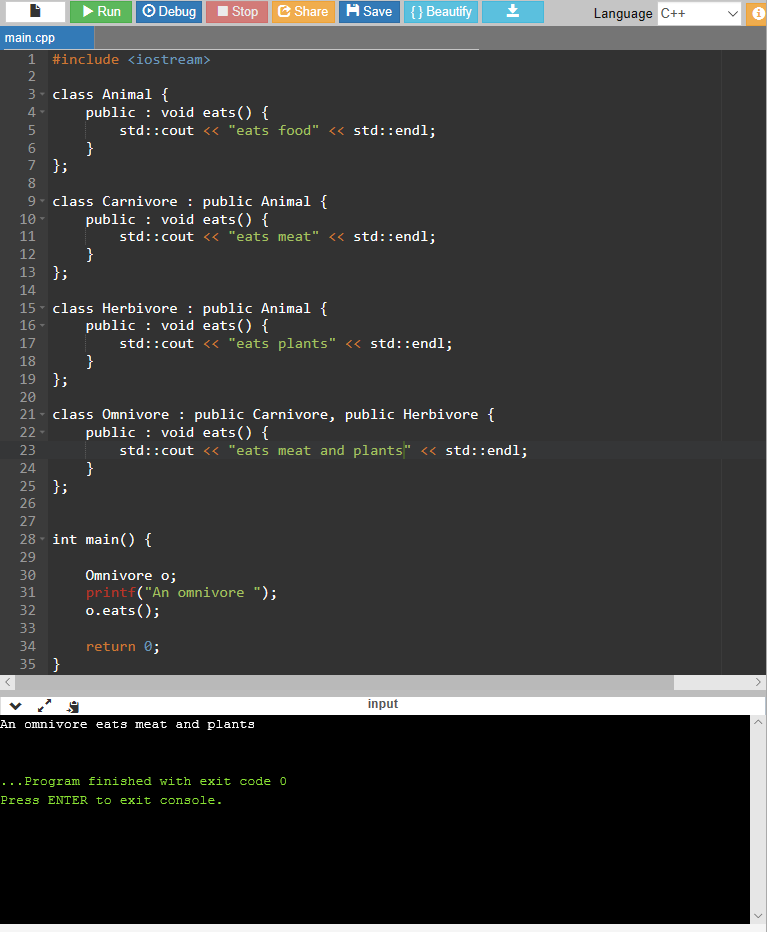 Run Debug Stop Share Save { } Beautify Language C++
main.cpp
1 #include <iostream>
2
3 class Animal {
4     public : void eats() {
5         std::cout << "eats food" << std::endl;
6     }
7 };
8
9 class Carnivore : public Animal {
10     public : void eats() {
11         std::cout << "eats meat" << std::endl;
12     }
13 };
14
15 class Herbivore : public Animal {
16     public : void eats() {
17         std::cout << "eats plants" << std::endl;
18     }
19 };
20
21 class Omnivore : public Carnivore, public Herbivore {
22     public : void eats() {
23         std::cout << "eats meat and plants" << std::endl;
24     }
25 };
26
27
28 int main() {
29
30     Omnivore o;
31     printf("An omnivore ");
32     o.eats();
33
34     return 0;
35 }
input
An omnivore eats meat and plants
...Program finished with exit code 0
Press ENTER to exit console.